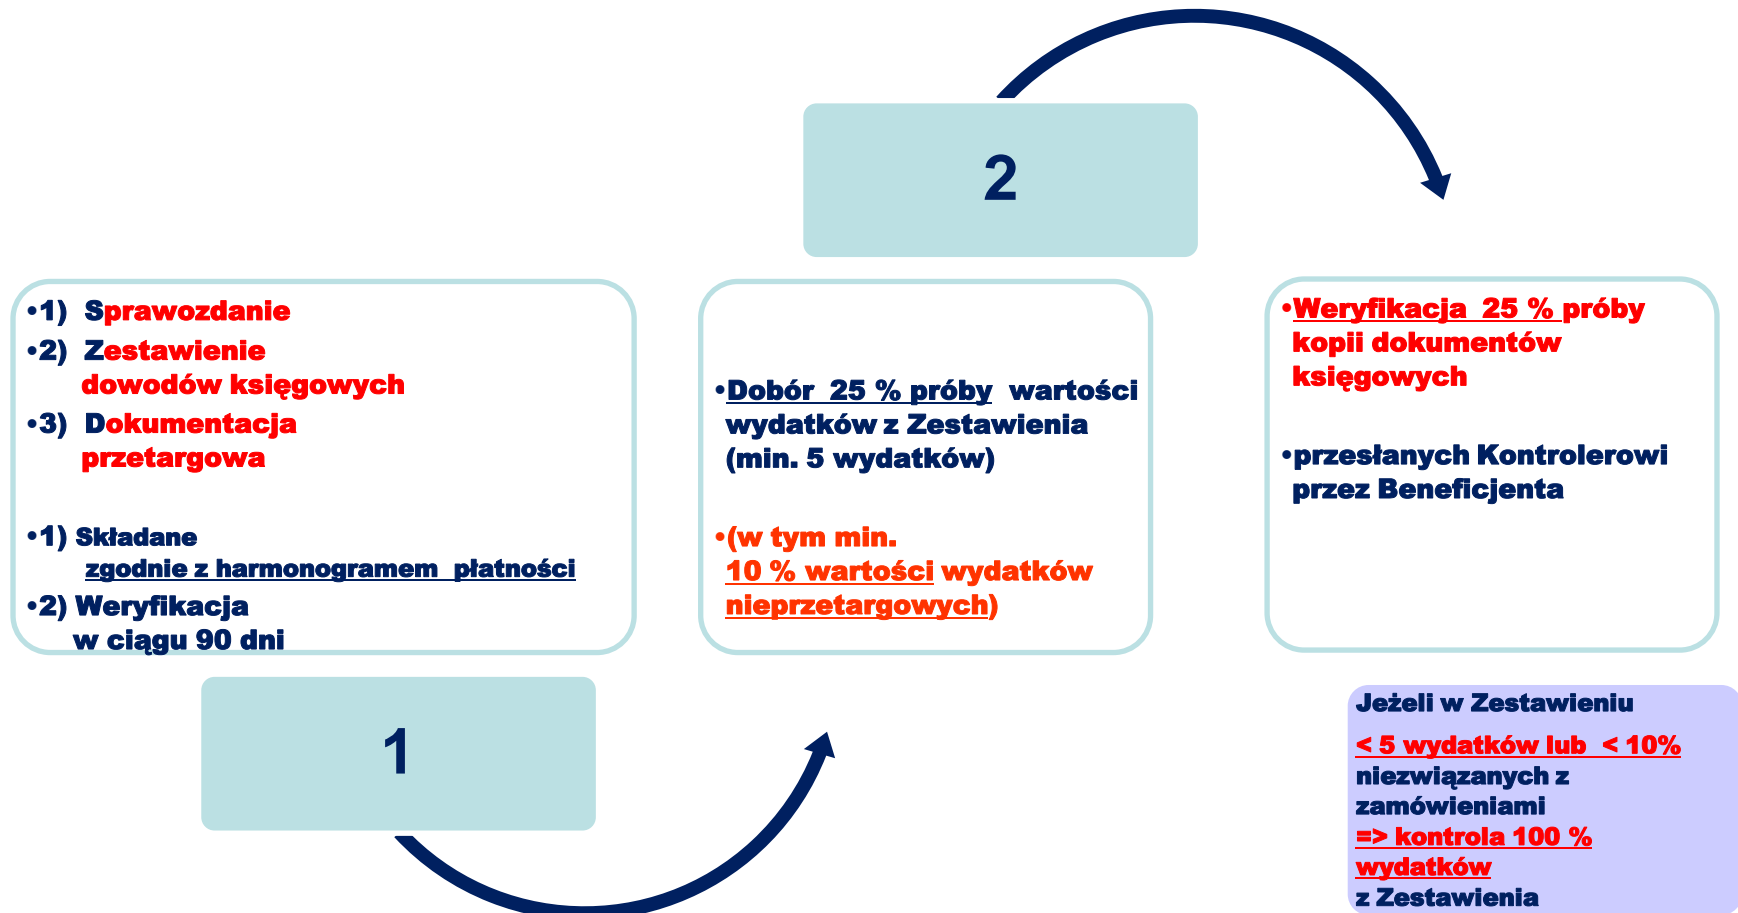 2
•1) Sprawozdanie
•2) Zestawienie
dowodów księgowych
•3) Dokumentacja
przetargowa
•1) Składane
zgodnie z harmonogramem płatności
•2) Weryfikacja
w ciągu 90 dni
1
•Dobór 25 % próby wartości
wydatków z Zestawienia
(min. 5 wydatków)
•(w tym min.
10 % wartości wydatków
nieprzetargowych)
•Weryfikacja 25 % próby
kopii dokumentów
księgowych
•przesłanych Kontrolerowi
przez Beneficjenta
Jeżeli w Zestawieniu
< 5 wydatków lub < 10%
niezwiązanych z
zamówieniami
=> kontrola 100 %
wydatków
z Zestawienia